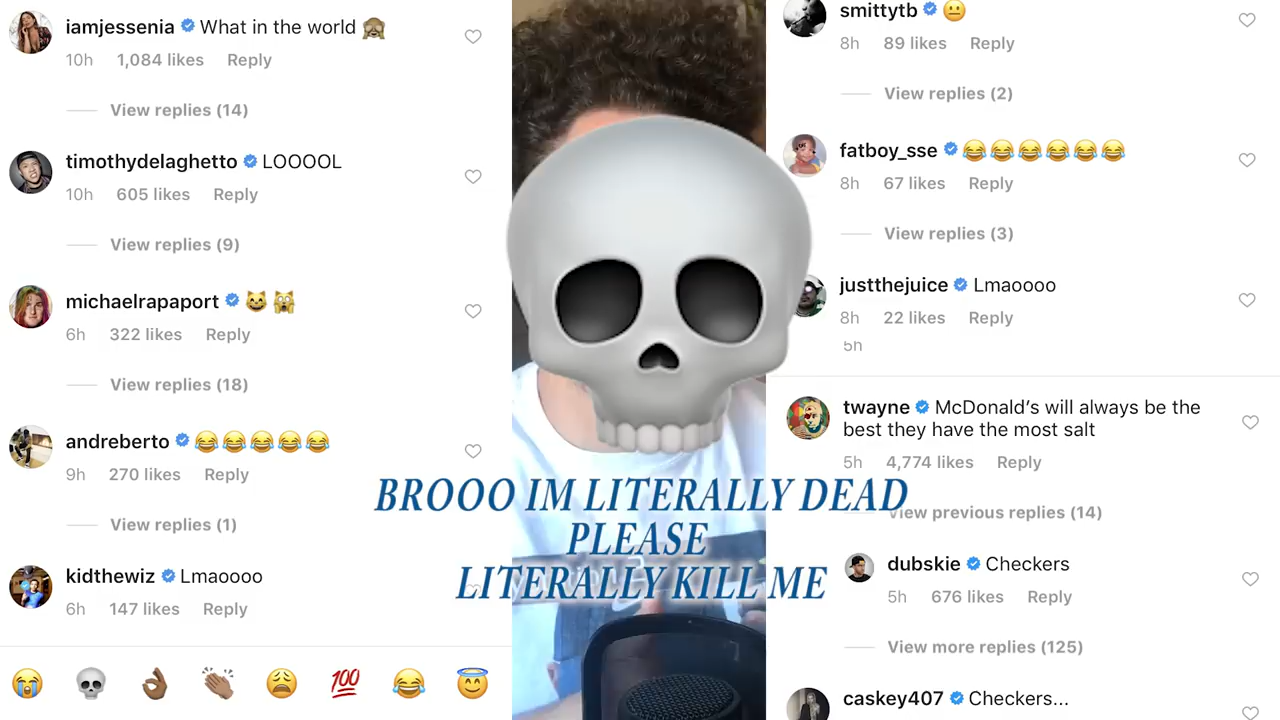 iamjessenia What in the world 🙈
10h 1,084 likes Reply
View replies (14)
timothydelaghetto LOOOOL
10h 605 likes Reply
View replies (9)
michaelrapaport 😺🙀
6h 322 likes Reply
View replies (18)
andreberto 😂😂😂😂😂
9h 270 likes Reply
View replies (1)
kidthewiz Lmaoooo
6h 147 likes Reply
😭💀👌🏾👏🏾😩💯😂😇
BROOO IM LITERALLY DEAD
PLEASE
LITERALLY KILL ME
smittytb 😐
8h 89 likes Reply
View replies (2)
fatboy_sse 😂😂😂😂😂😂
8h 67 likes Reply
View replies (3)
justthejuice Lmaoooo
8h 22 likes Reply
5h
twayne McDonald’s will always be the
best they have the most salt
5h 4,774 likes Reply
View previous replies (14)
dubskie Checkers
5h 676 likes Reply
View more replies (125)
caskey407 Checkers...